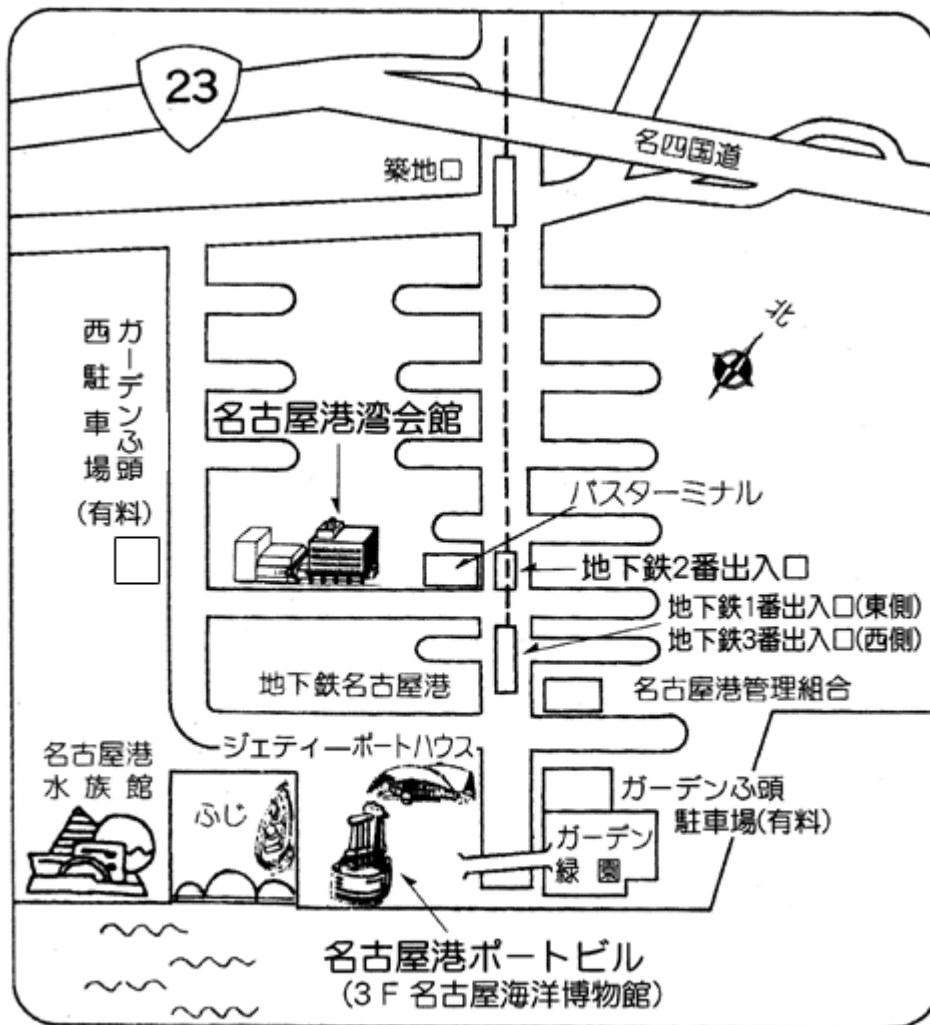 23
名四国道
築地口
北
ガーデンふ頭
西駐車場
(有料)
名古屋港湾会館
バスターミナル
地下鉄2番出入口
地下鉄1番出入口(東側)
地下鉄3番出入口(西側)
地下鉄名古屋港
名古屋港管理組合
ジェティーポートハウス
名古屋港
水族館
ふじ
ガーデンふ頭
駐車場(有料)
ガーデン
緑園
名古屋港ポートビル
(3F名古屋海洋博物館)